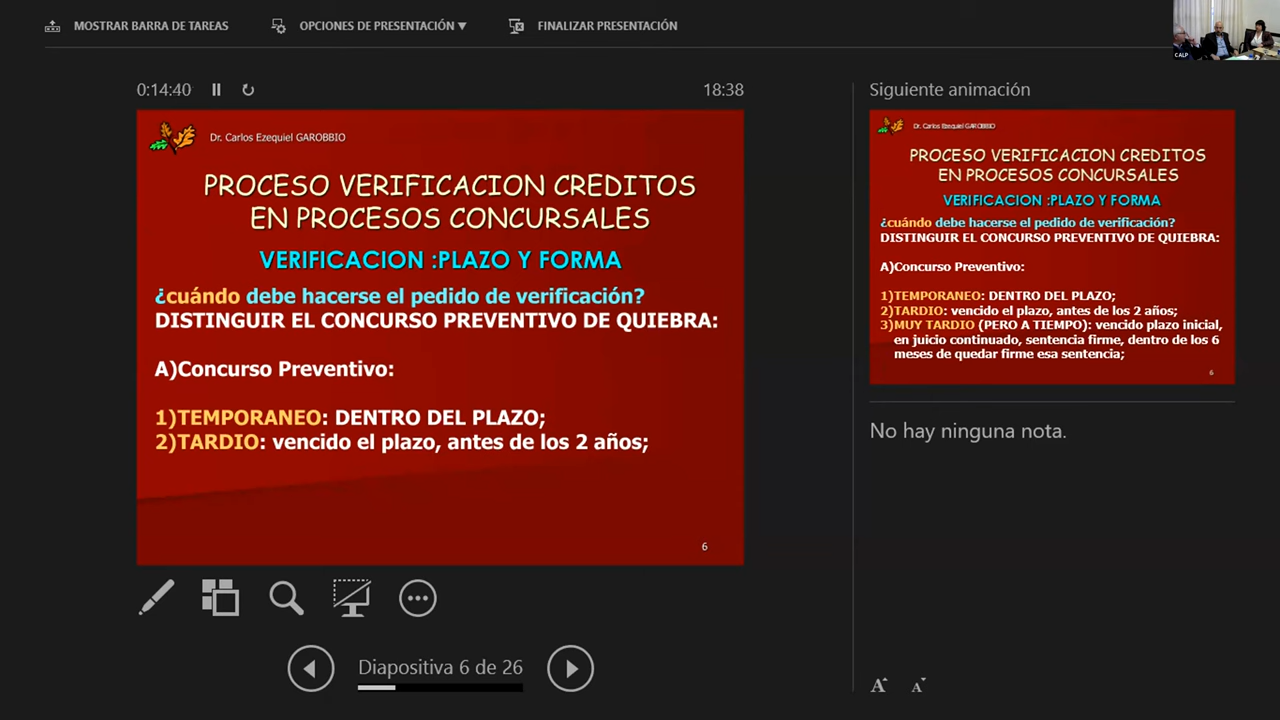 MOSTRAR BARRA DE TAREAS
OPCIONES DE PRESENTACIÓN ▼
FINALIZAR PRESENTACIÓN
CALP
0:14:40
18:38
Dr. Carlos Ezequiel GAROBBIO
PROCESO VERIFICACION CREDITOS
EN PROCESOS CONCURSALES
VERIFICACION :PLAZO Y FORMA
¿cuándo debe hacerse el pedido de verificación?
DISTINGUIR EL CONCURSO PREVENTIVO DE QUIEBRA:
A)Concurso Preventivo:
1)TEMPORANEO: DENTRO DEL PLAZO;
2)TARDIO: vencido el plazo, antes de los 2 años;
6
Diapositiva 6 de 26
Siguiente animación
Dr. Carlos Ezequiel GAROBBIO
PROCESO VERIFICACION CREDITOS
EN PROCESOS CONCURSALES
VERIFICACION :PLAZO Y FORMA
¿cuándo debe hacerse el pedido de verificación?
DISTINGUIR EL CONCURSO PREVENTIVO DE QUIEBRA:
A)Concurso Preventivo:
1)TEMPORANEO: DENTRO DEL PLAZO;
2)TARDIO: vencido el plazo, antes de los 2 años;
3)MUY TARDIO (PERO A TIEMPO): vencido plazo inicial,
en juicio continuado, sentencia firme, dentro de los 6
meses de quedar firme esa sentencia;
6
No hay ninguna nota.
A A